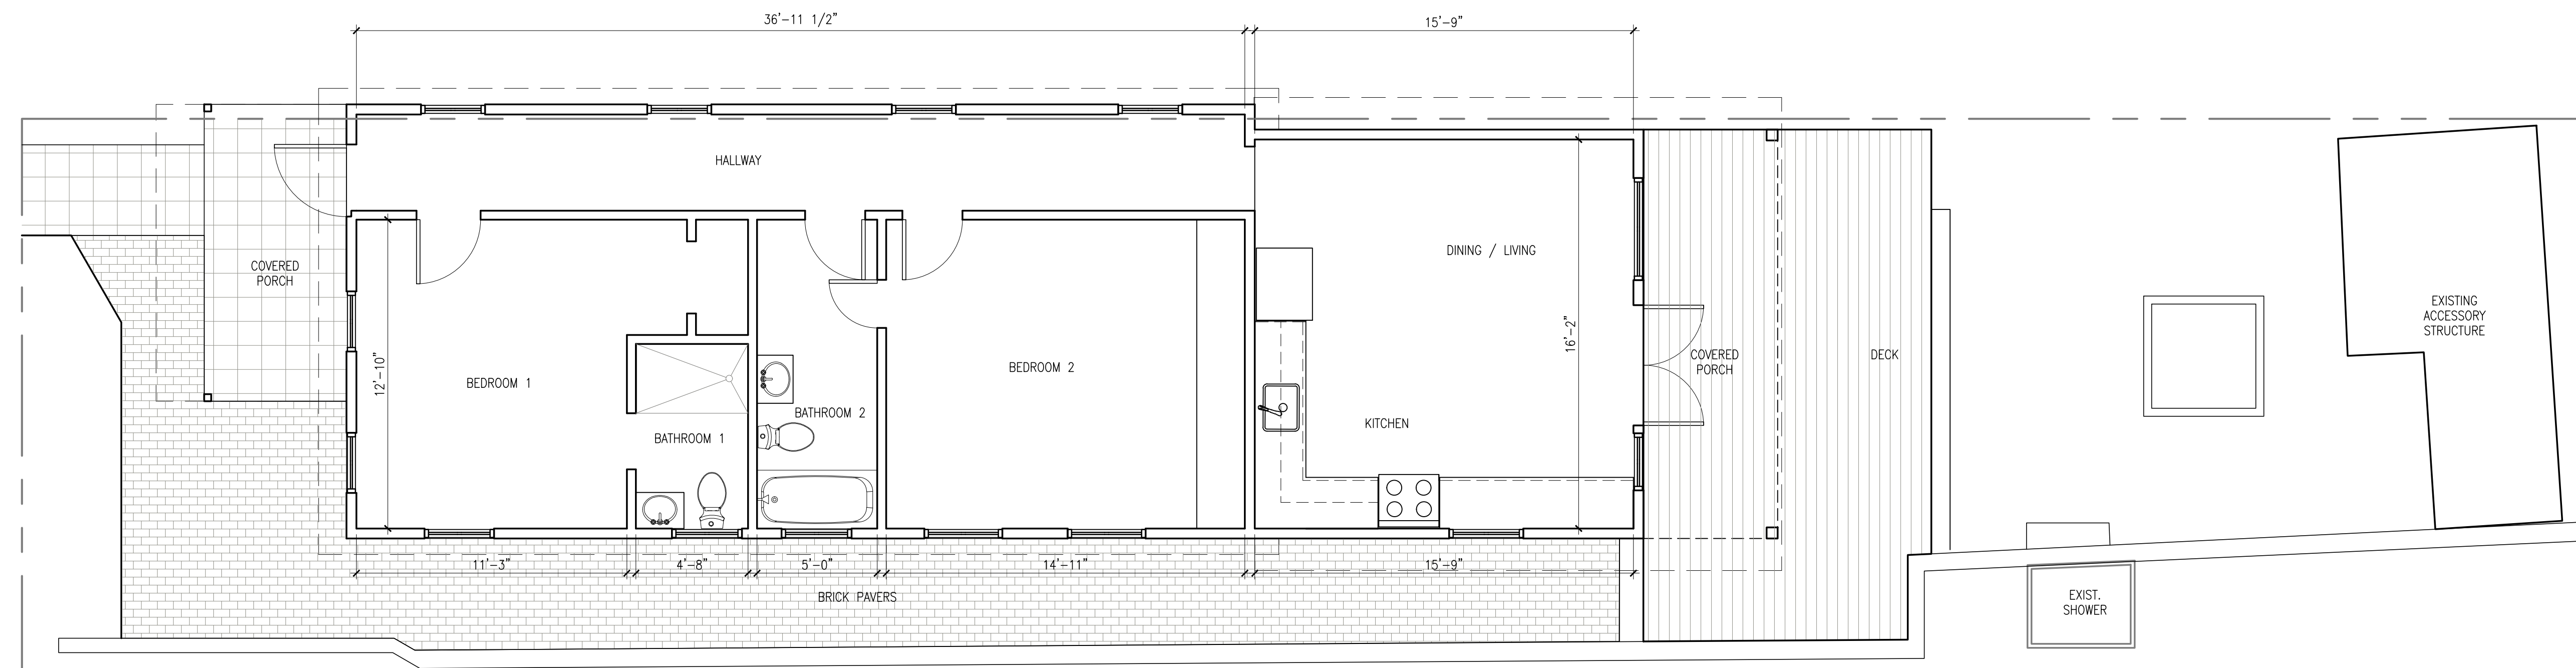 36'-11 1/2"
15'-9"
HALLWAY
COVERED
PORCH
DINING / LIVING
EXISTING
ACCESSORY
STRUCTURE
12'-10"
16'-2"
BEDROOM 1
BEDROOM 2
COVERED
PORCH
DECK
BATHROOM 2
KITCHEN
BATHROOM 1
11'-3"
4'-8"
5'-0"
14'-11"
15'-9"
BRICK PAVERS
EXIST.
SHOWER